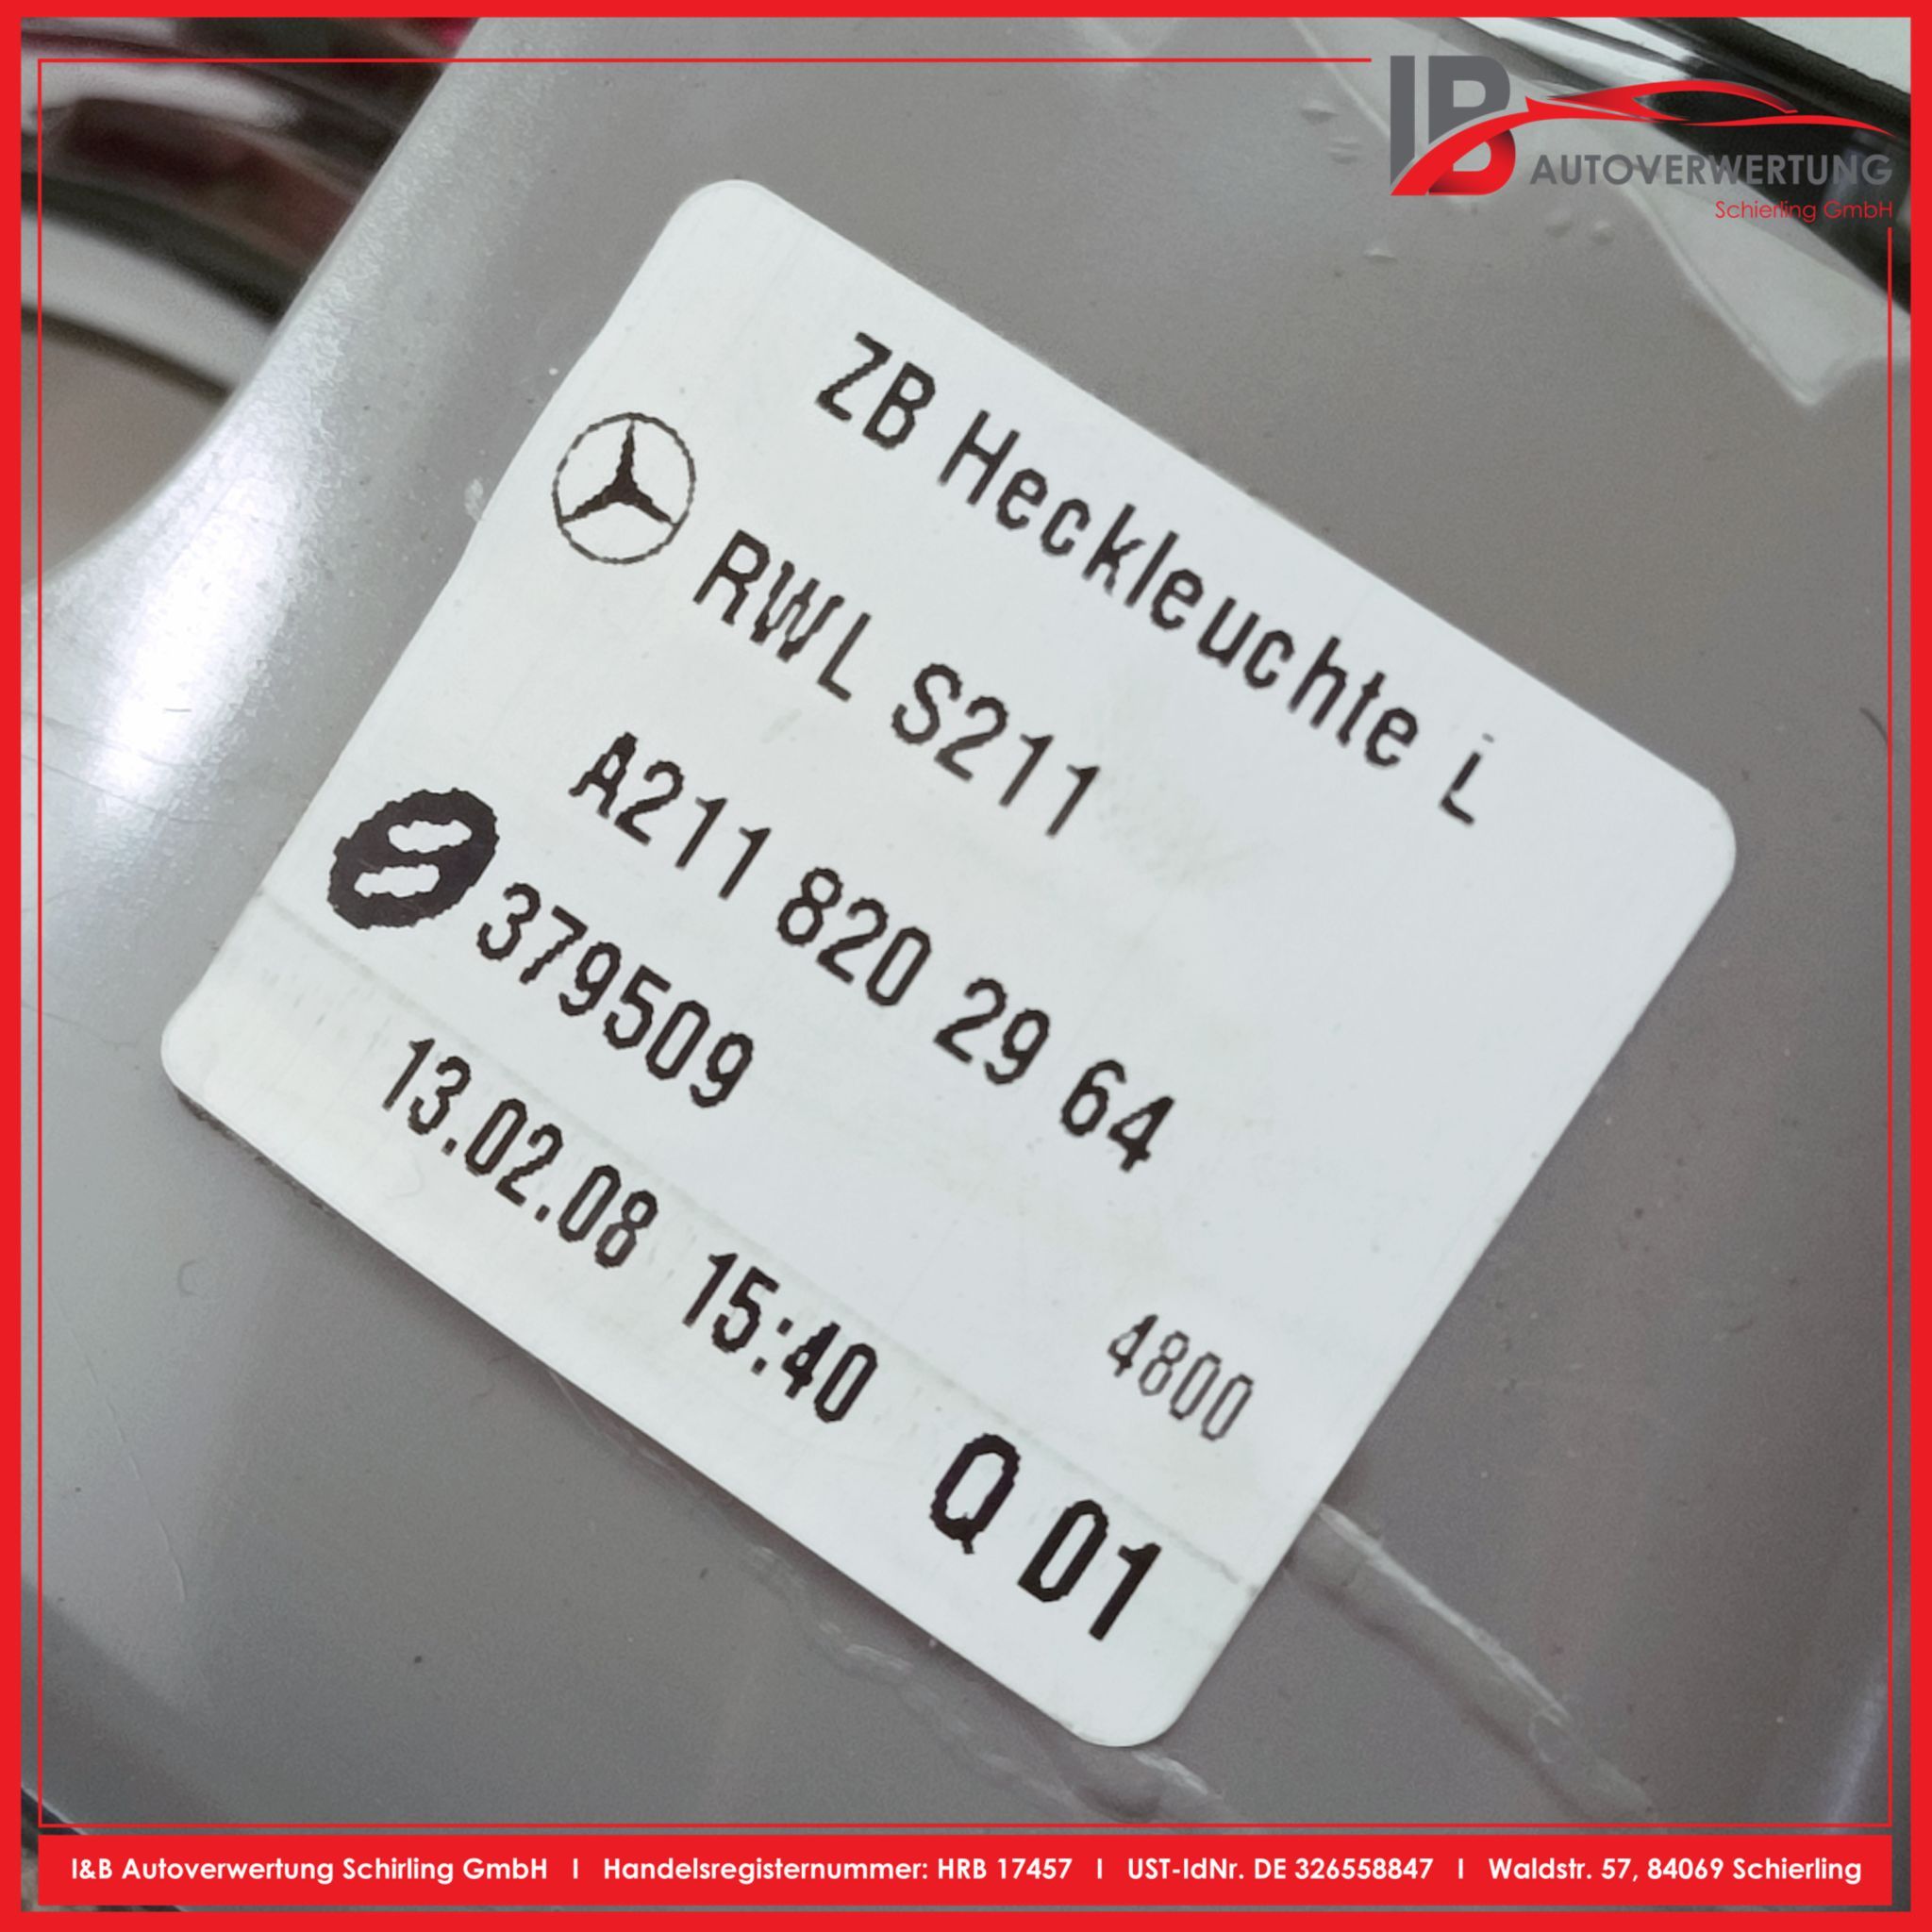 IB
AUTOVERWERTUNG
Schierling GmbH
ZB Heckleuchte L
RWL S211
A211 820 29 64
379509
13.02.08 15:40
4800
Q 01
I&B Autoverwertung Schirling GmbH I Handelsregisternummer: HRB 17457 I UST-IdNr. DE 326558847 I Waldstr. 57, 84069 Schierling